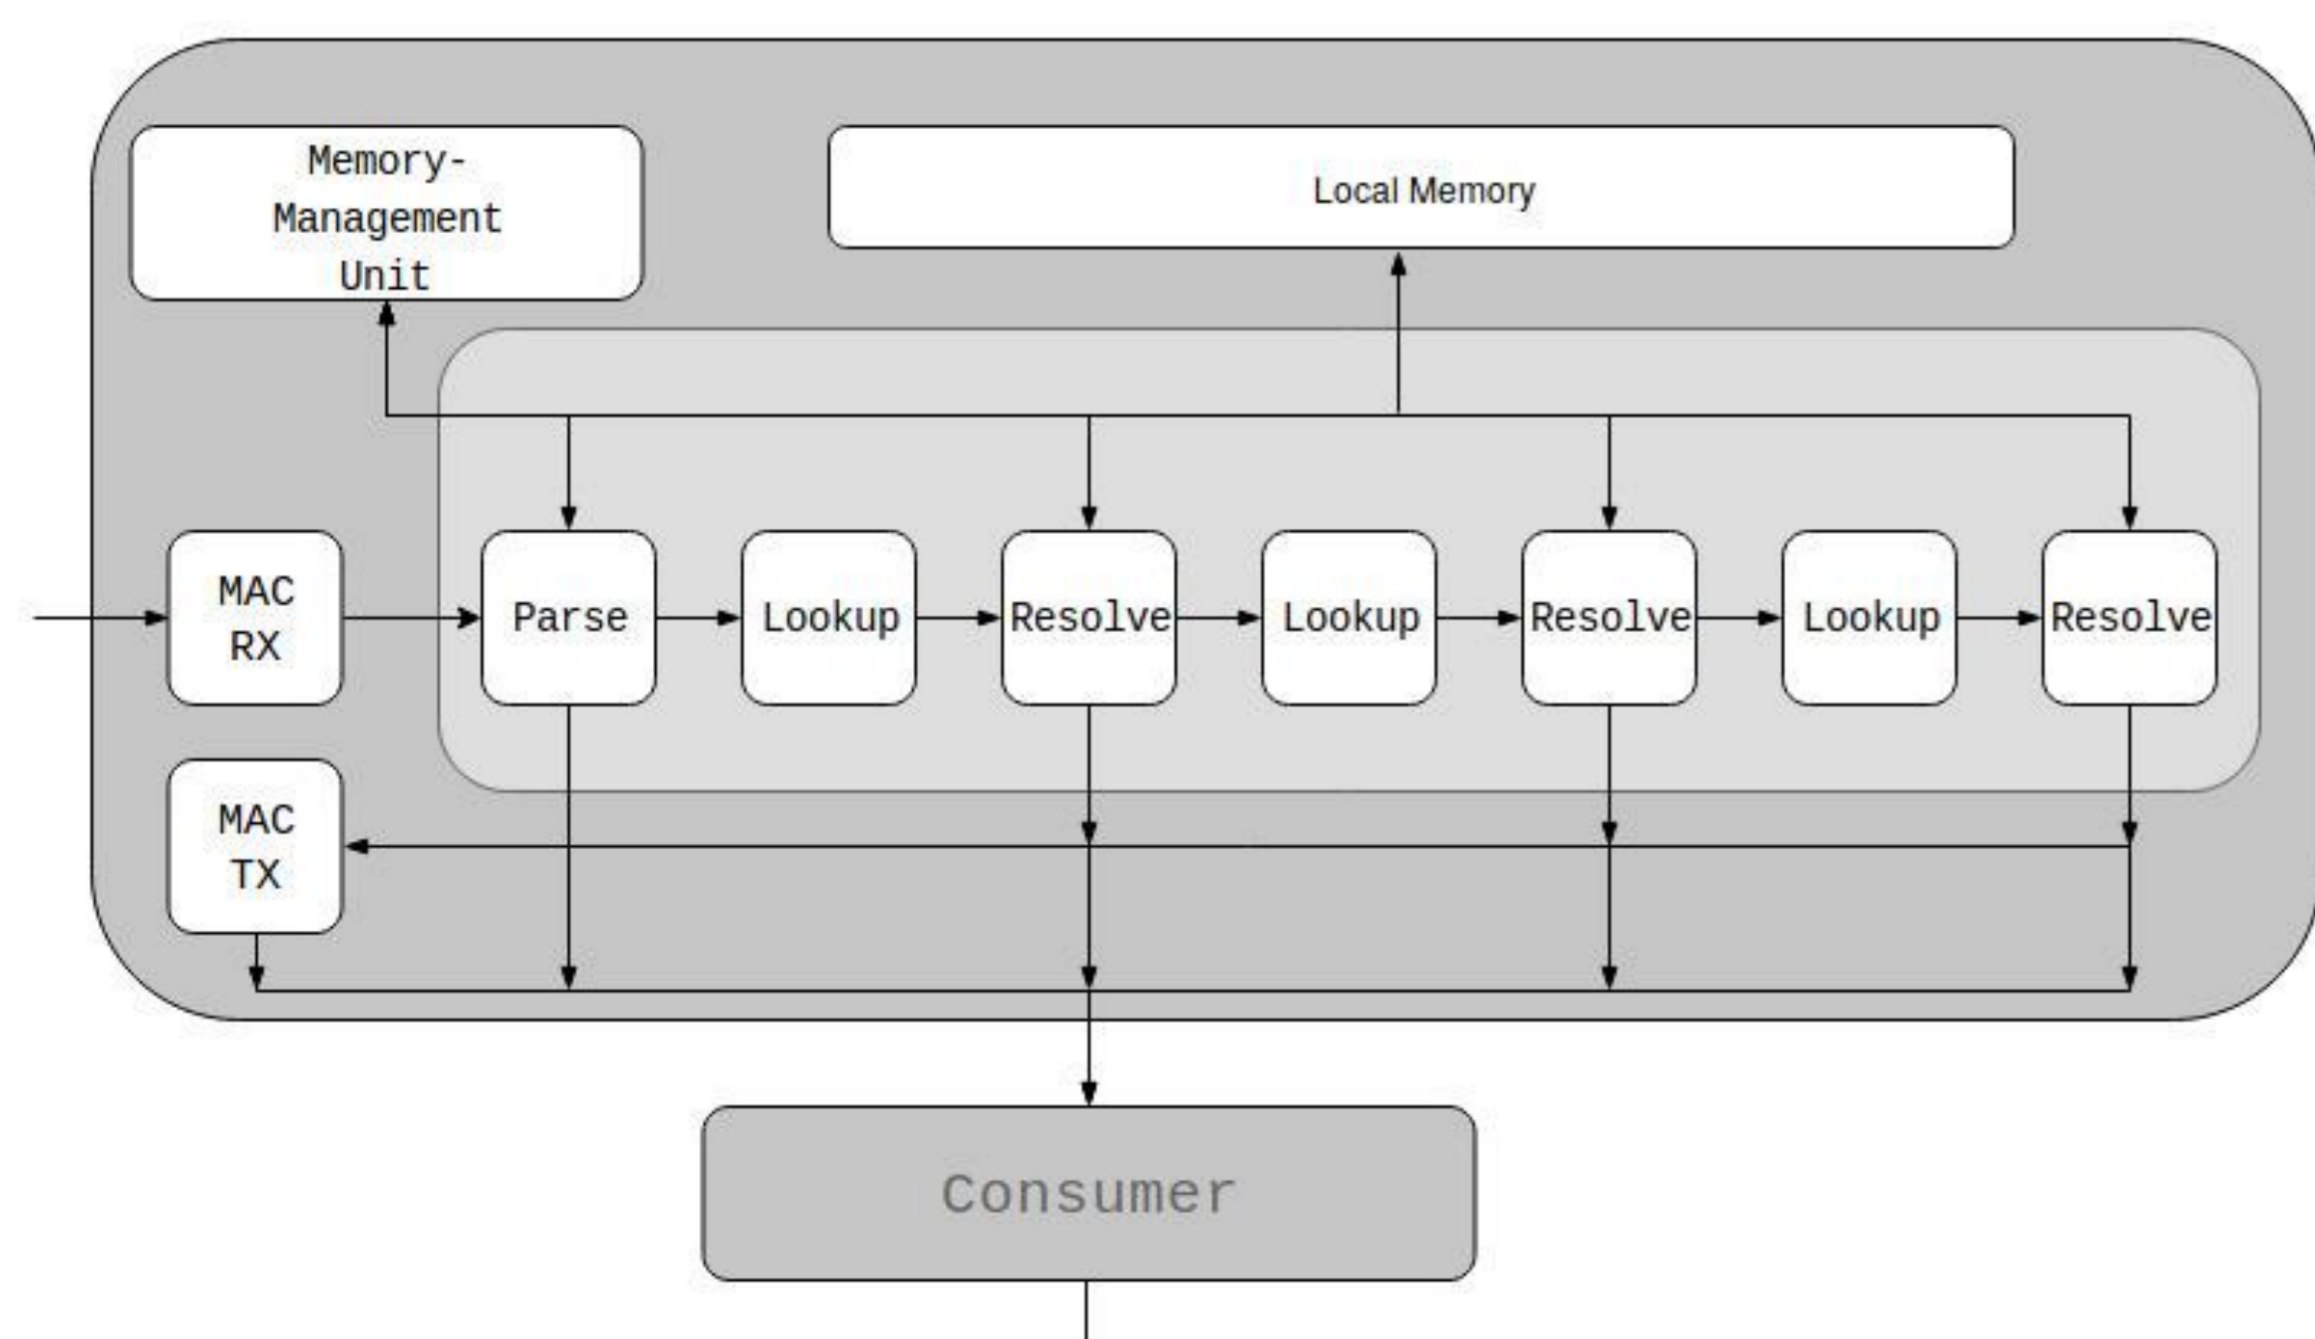 Memory-
Management
Unit
Local Memory
MAC
RX
Parse
Lookup
Resolve
Lookup
Resolve
Lookup
Resolve
MAC
TX
Consumer